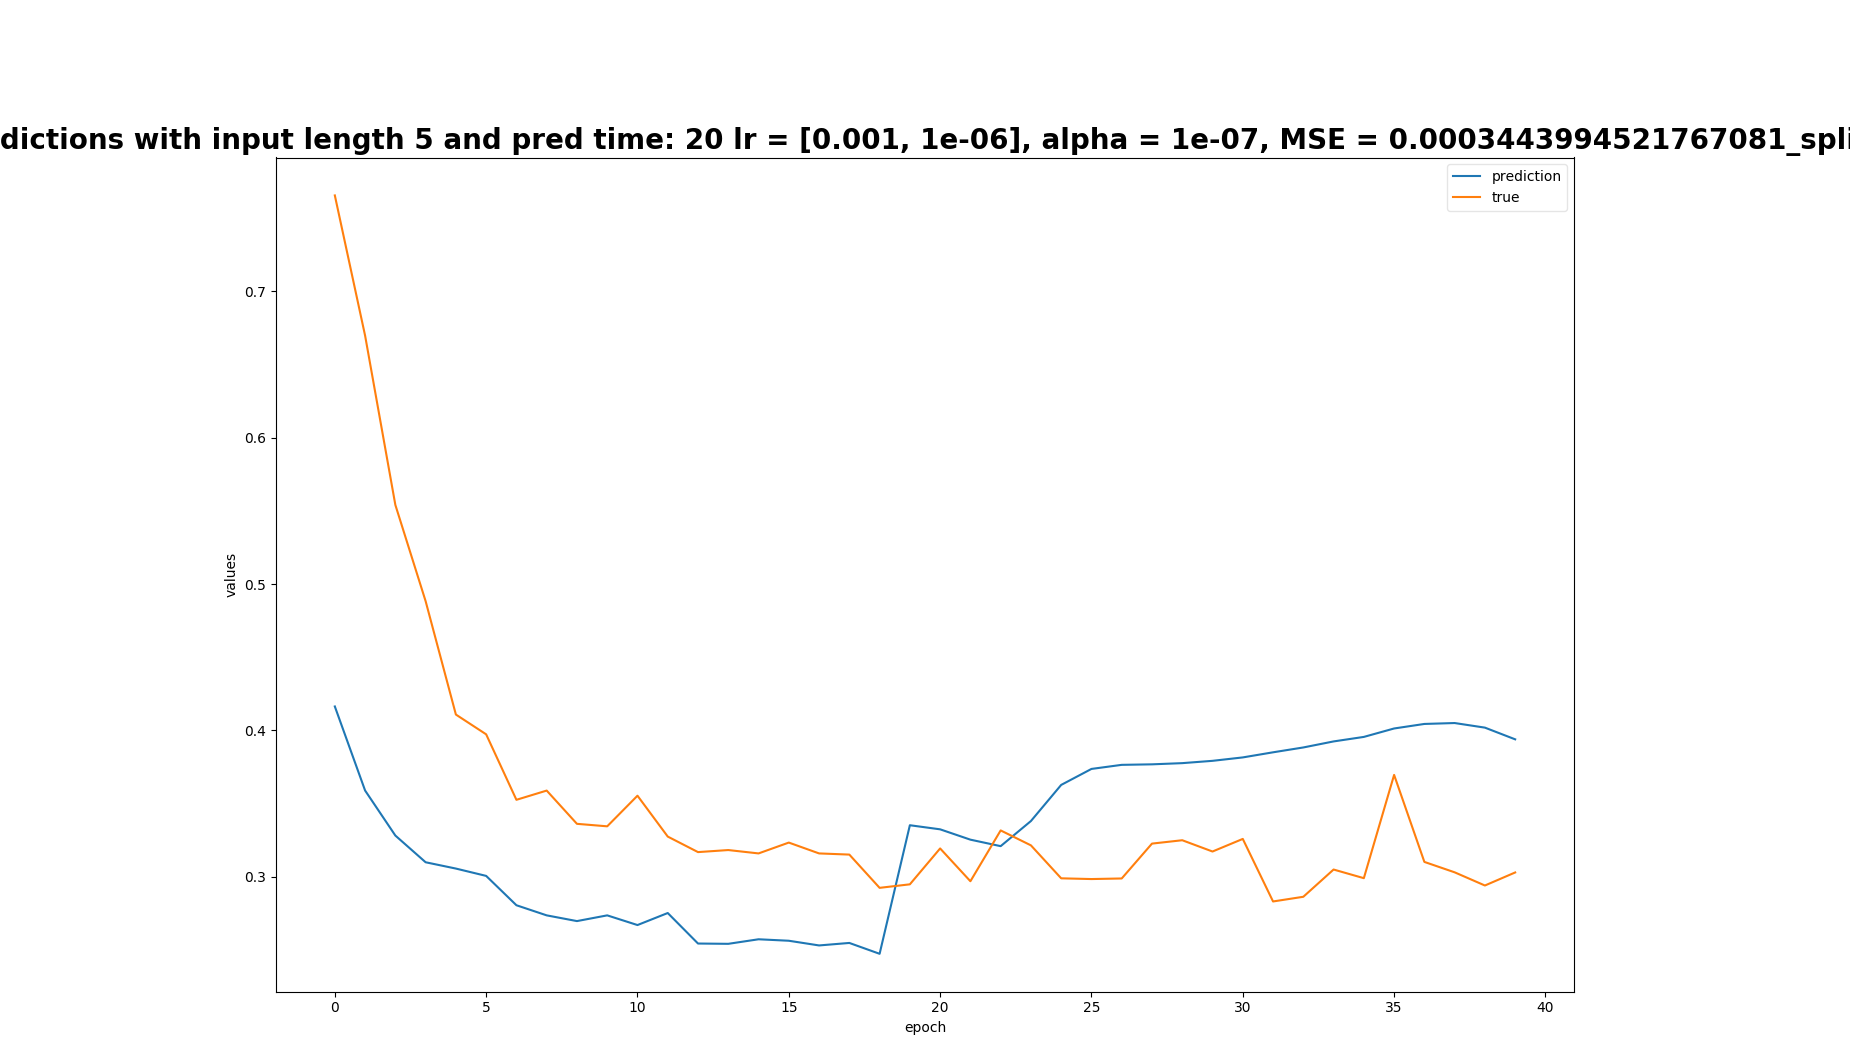 dictions with input length 5 and pred time: 20 lr = [0.001, 1e-06], alpha = 1e-07, MSE = 0.0003443994521767081_spli
prediction
true
0.7
0.6
0.5
0.4
0.3
values
0 5 10 15 20 25 30 35 40
epoch